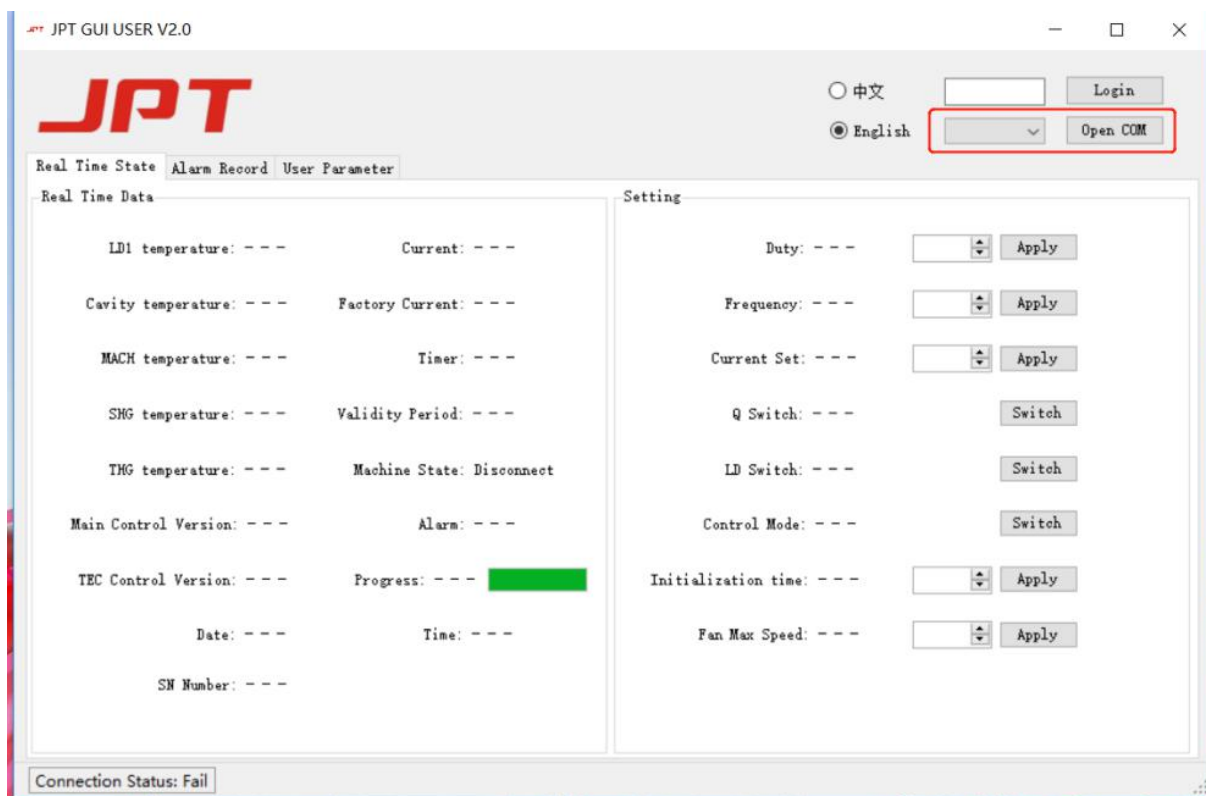 JPT GUI USER V2.0
JPT
中文
Login
English
Open COM
Real Time State Alarm Record User Parameter
Real Time Data
LD1 temperature: - - - Current: - - -
Cavity temperature: - - - Factory Current: - - -
MACH temperature: - - - Timer: - - -
SHG temperature: - - - Validity Period: - - -
THG temperature: - - - Machine State: Disconnect
Main Control Version: - - - Alarm: - - -
TEC Control Version: - - - Progress: - - -
Date: - - - Time: - - -
SN Number: - - -
Setting
Duty: - - - Apply
Frequency: - - - Apply
Current Set: - - - Apply
Q Switch: - - - Switch
LD Switch: - - - Switch
Control Mode: - - - Switch
Initialization time: - - - Apply
Fan Max Speed: - - - Apply
Connection Status: Fail